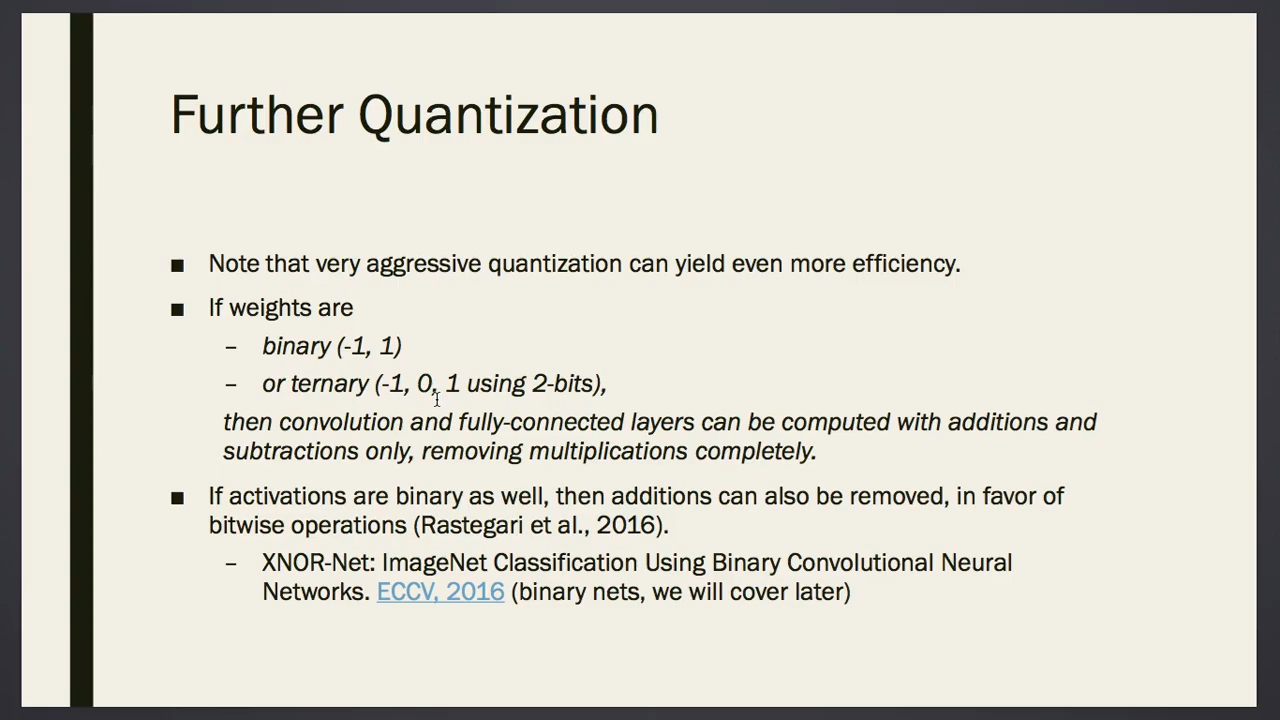 Further Quantization
■ Note that very aggressive quantization can yield even more efficiency.
■ If weights are
– binary (-1, 1)
– or ternary (-1, 0, 1 using 2-bits),
then convolution and fully-connected layers can be computed with additions and
subtractions only, removing multiplications completely.
■ If activations are binary as well, then additions can also be removed, in favor of
bitwise operations (Rastegari et al., 2016).
– XNOR-Net: ImageNet Classification Using Binary Convolutional Neural
Networks. ECCV, 2016 (binary nets, we will cover later)